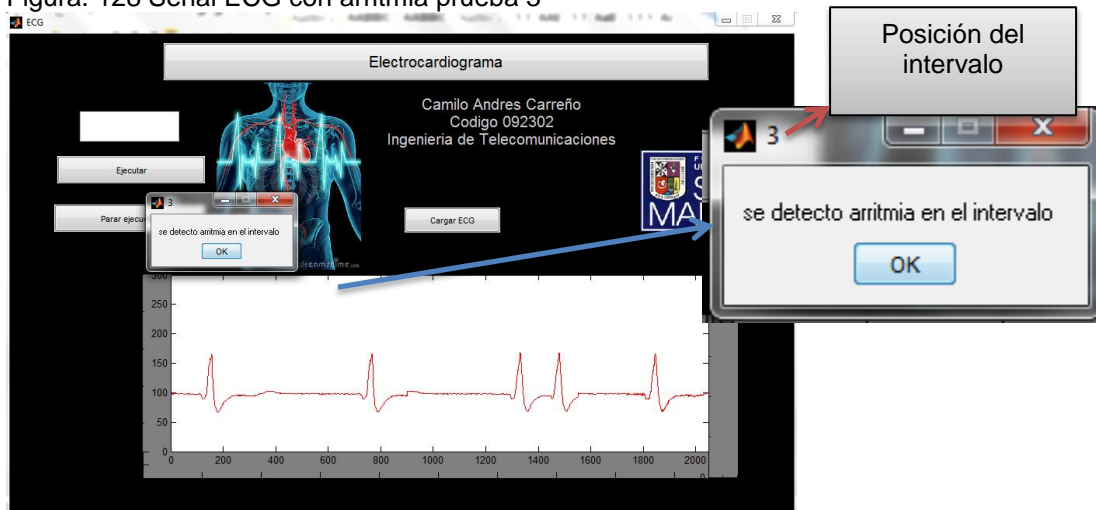 Figura. 128 Señal ECG con arritmia prueba 3
ECG
Electrocardiograma
Camilo Andres Carreño
Codigo 092302
Ingenieria de Telecomunicaciones
Ejecutar
Parar ejecu
3
se detecto arritmia en el intervalo
OK
Cargar ECG
MA
dreamstime.com
300
250
200
150
100
50
0
0 200 400 600 800 1000 1200 1400 1600 1800 2000
Posición del
intervalo
3
se detecto arritmia en el intervalo
OK